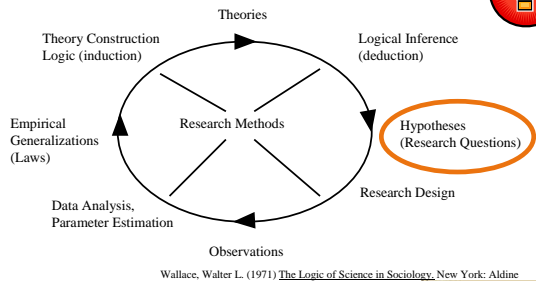 Theories
Theory Construction
Logic (induction)
Logical Inference
(deduction)
Empirical
Generalizations
(Laws)
Research Methods
Hypotheses
(Research Questions)
Data Analysis,
Parameter Estimation
Research Design
Observations
Wallace, Walter L. (1971) The Logic of Science in Sociology. New York: Aldine